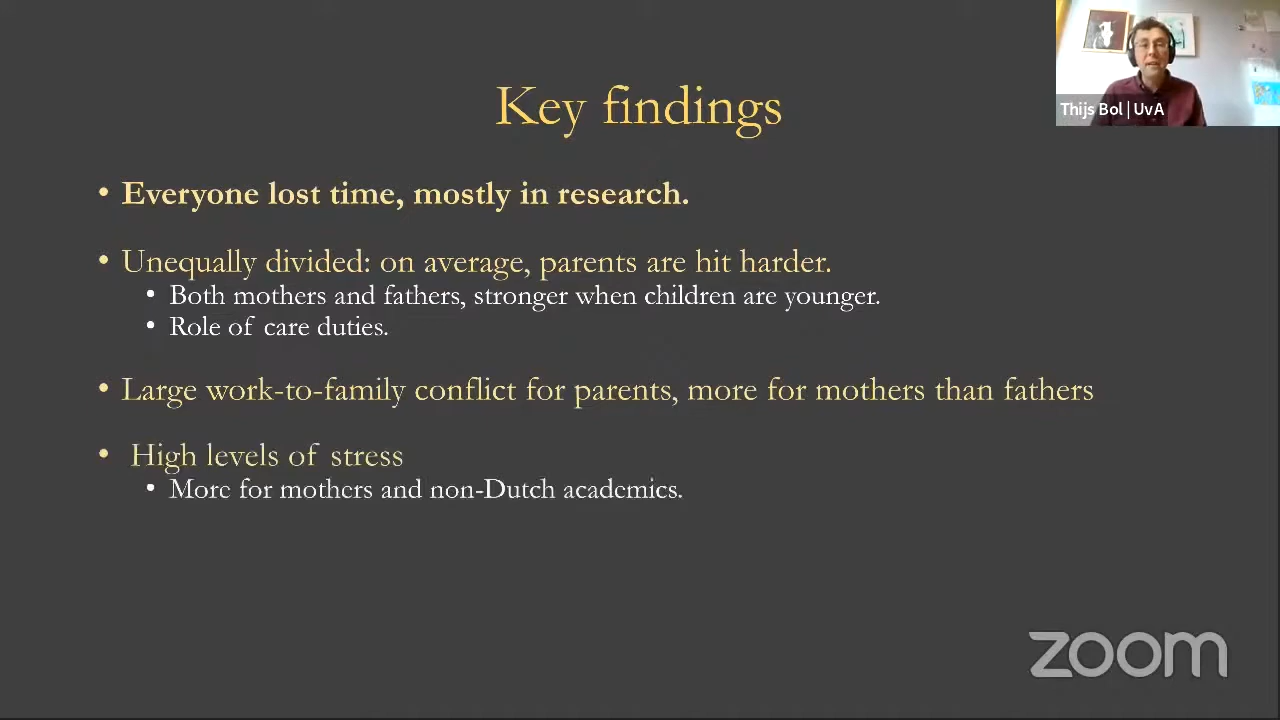 Key findings
Thijs Bol | UvA
• Everyone lost time, mostly in research.
• Unequally divided: on average, parents are hit harder.
• Both mothers and fathers, stronger when children are younger.
• Role of care duties.
• Large work-to-family conflict for parents, more for mothers than fathers
• High levels of stress
• More for mothers and non-Dutch academics.
zoom